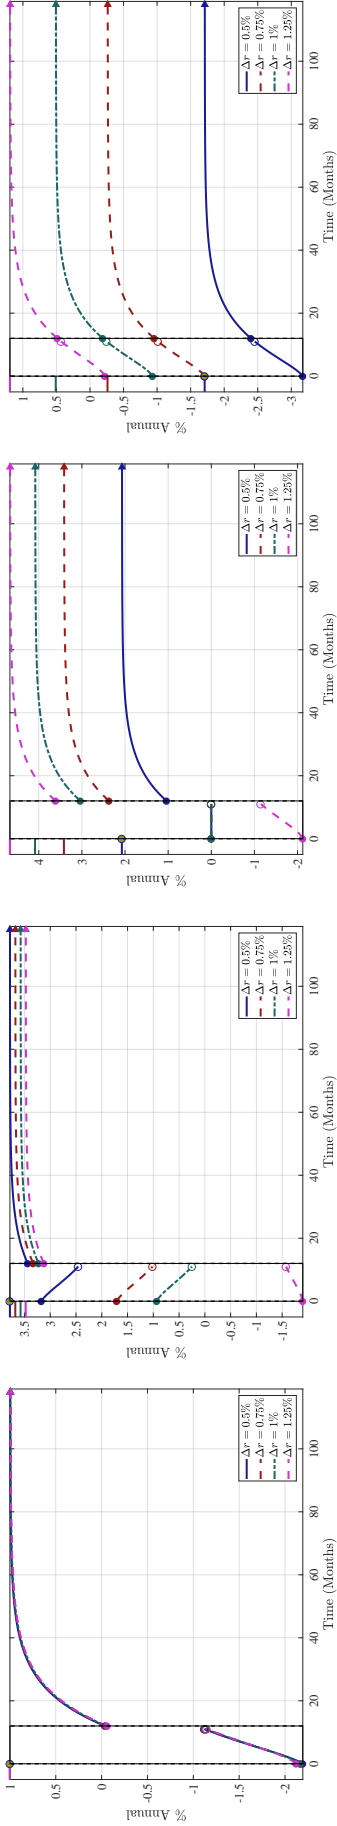 % Annual
1
0.5
0
-0.5
-1
-1.5
-2
Δr = 0.5%
Δr = 0.75%
Δr = 1%
Δr = 1.25%
0 20 40 60 80 100
Time (Months)
% Annual
3.5
3
2.5
2
1.5
1
0.5
0
-0.5
-1
-1.5
Δr = 0.5%
Δr = 0.75%
Δr = 1%
Δr = 1.25%
0 20 40 60 80 100
Time (Months)
% Annual
4
3
2
1
0
-1
-2
Δr = 0.5%
Δr = 0.75%
Δr = 1%
Δr = 1.25%
0 20 40 60 80 100
Time (Months)
% Annual
1
0.5
0
-0.5
-1
-1.5
-2
-2.5
-3
Δr = 0.5%
Δr = 0.75%
Δr = 1%
Δr = 1.25%
0 20 40 60 80 100
Time (Months)